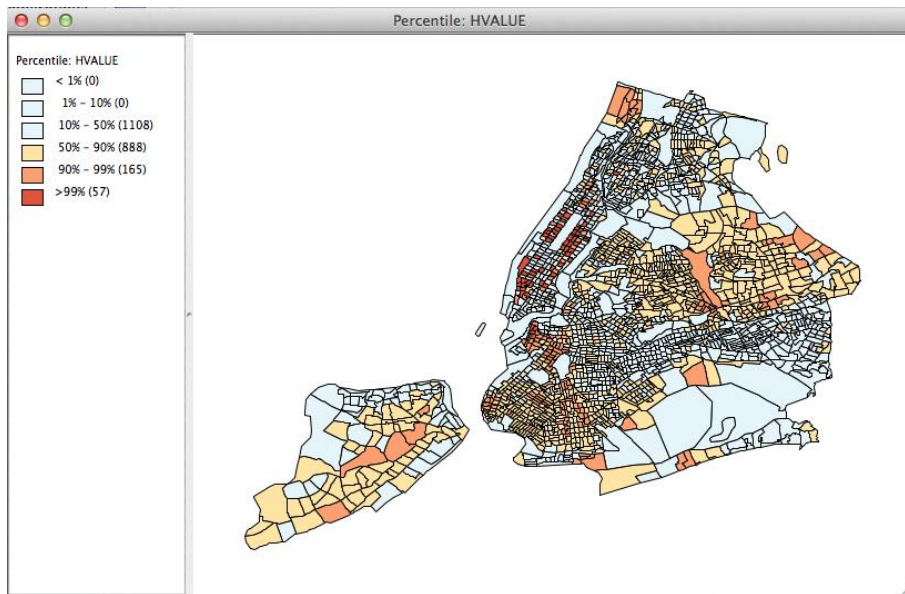 Percentile: HVALUE
Percentile: HVALUE
< 1% (0)
1% - 10% (0)
10% - 50% (1108)
50% - 90% (888)
90% - 99% (165)
>99% (57)